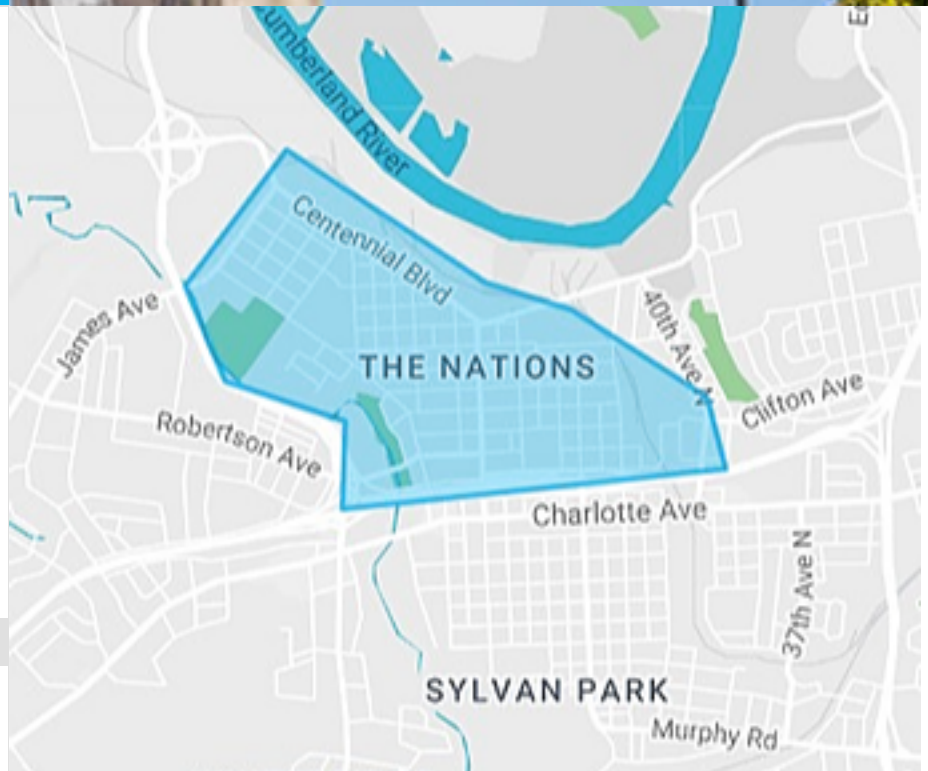 Cumberland River
Centennial Blvd
James Ave
THE NATIONS
40th Ave N
Clifton Ave
Robertson Ave
Charlotte Ave
37th Ave N
SYLVAN PARK
Murphy Rd